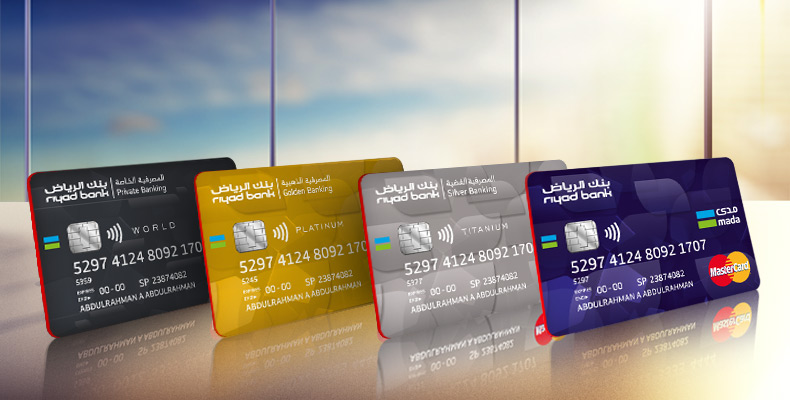 بنك الرياض
riyad bank
المصرفية الخاصة
Private Banking
WORLD
5297 4124 8092 170
5359
EXPIRES END
00-00 SP 23874082
ABDULRAHMAN A ABDULRAHMAN
بنك الرياض
riyad bank
المصرفية الذهبية
Golden Banking
PLATINUM
5297 4124 8092 170
5245
00-00 SP 23874082
ABDULRAHMAN A ABDULRAHMAN
بنك الرياض
riyad bank
المصرفية الفضية
Silver Banking
TITANIUM
5297 4124 8092 170
5297
00-00 SP 23874082
ABDULRAHMAN A ABDULRAHMAN
بنك الرياض
riyad bank
مدى
mada
5297 4124 8092 1707
5297
00-00 SP 23874082
ABDULRAHMAN A ABDULRAHMAN
MasterCard